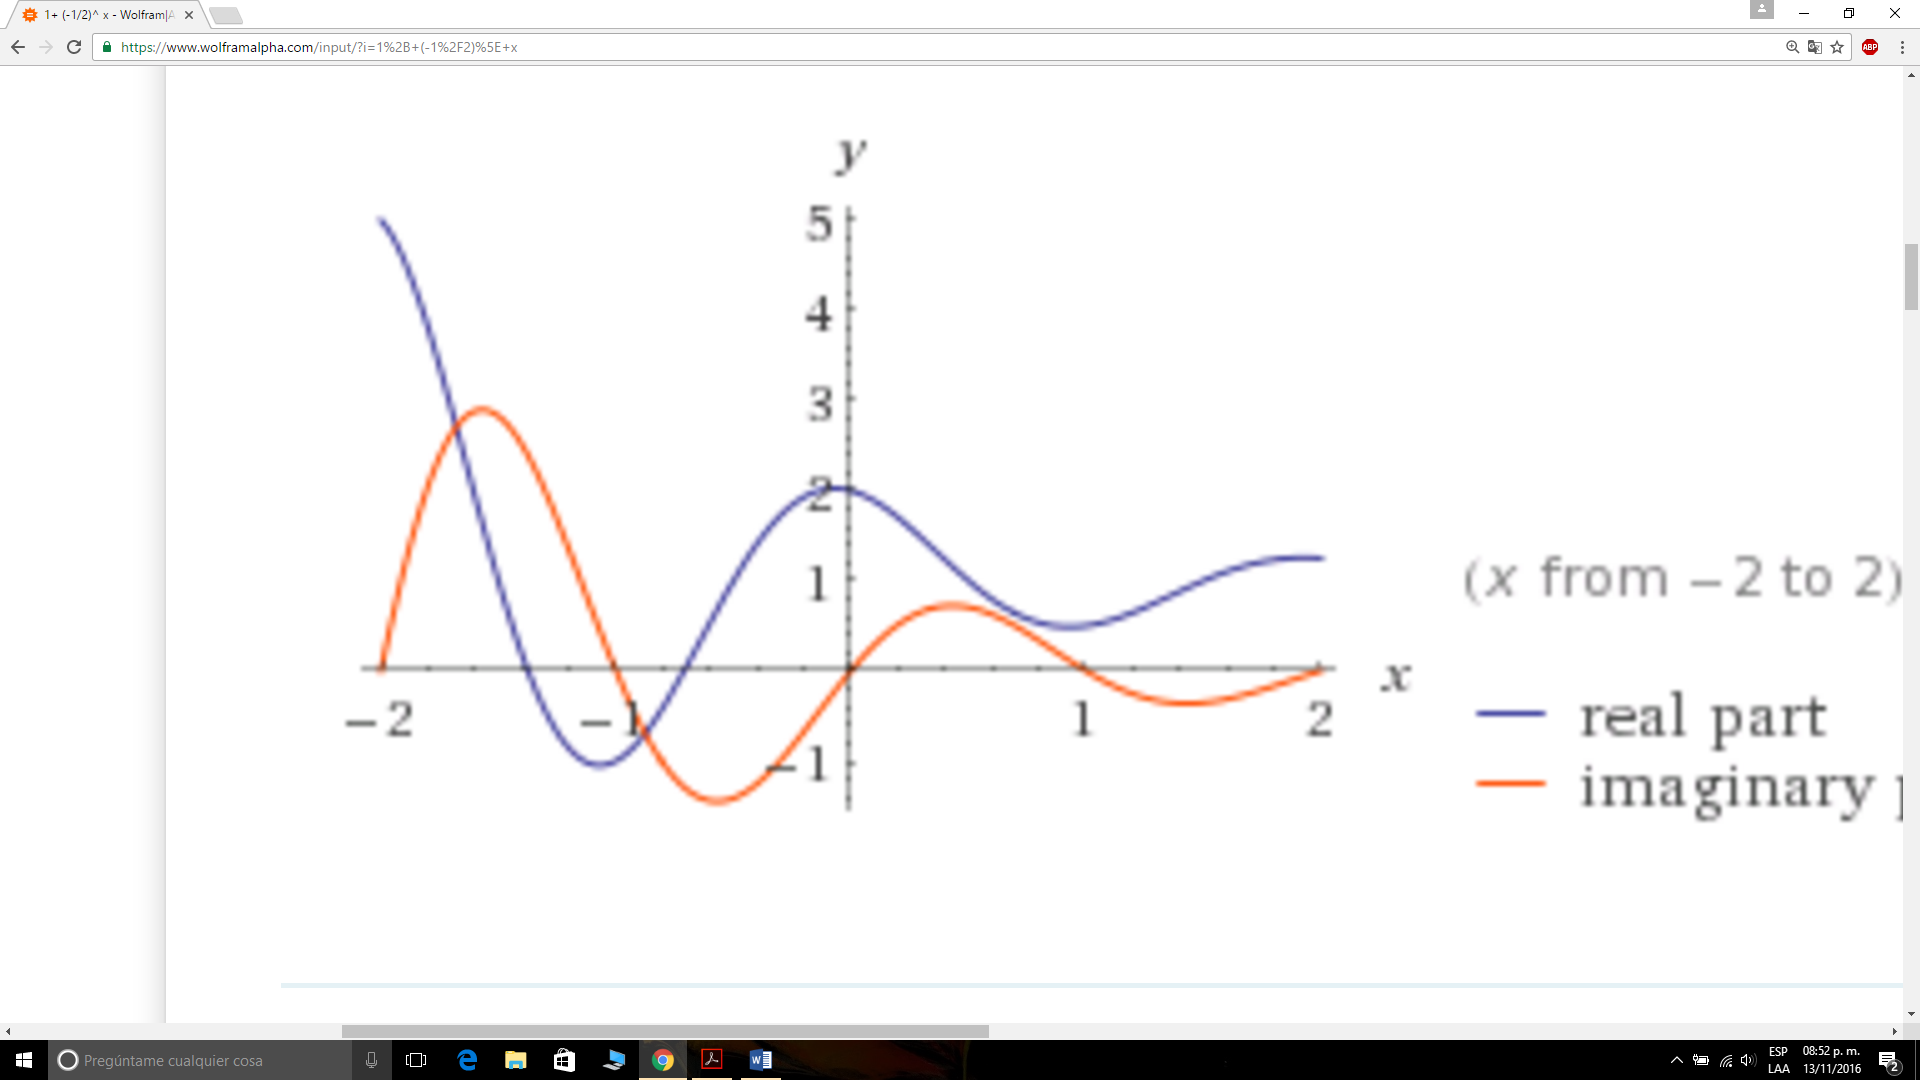 1+ (-1/2)^ x - Wolfram|A
https://www.wolframalpha.com/input/?i=1%2B+(-1%2F2)%5E+x
ABP
y
5
4
3
2
1
(x from −2 to 2)
x
−2
−1
1
2
−1
real part
imaginary
Pregúntame cualquier cosa
ESP
LAA
08:52 p. m.
13/11/2016
2